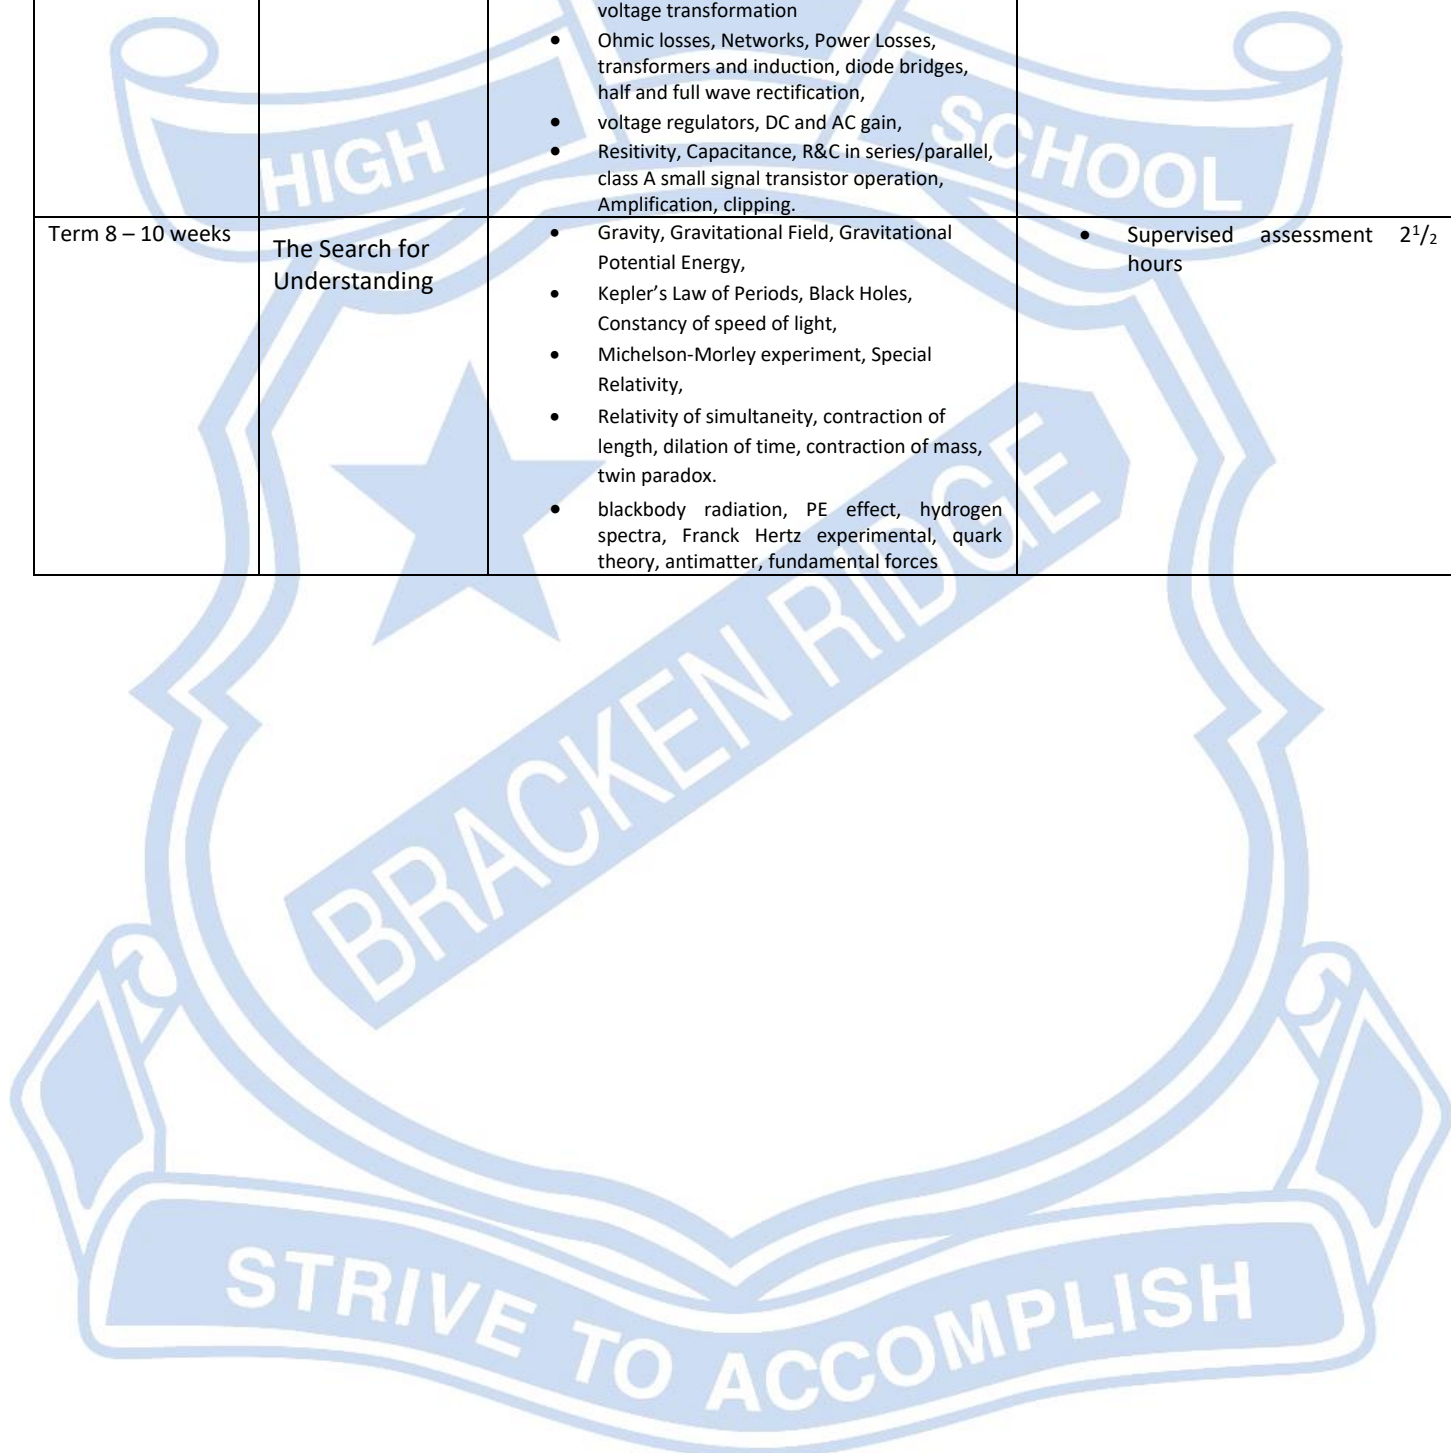 voltage transformation
• Ohmic losses, Networks, Power Losses,
transformers and induction, diode bridges,
half and full wave rectification,
• voltage regulators, DC and AC gain,
• Resitivity, Capacitance, R&C in series/parallel,
class A small signal transistor operation,
Amplification, clipping.
Term 8 – 10 weeks
The Search for
Understanding
• Gravity, Gravitational Field, Gravitational
Potential Energy,
• Kepler’s Law of Periods, Black Holes,
Constancy of speed of light,
• Michelson-Morley experiment, Special
Relativity,
• Relativity of simultaneity, contraction of
length, dilation of time, contraction of mass,
twin paradox.
• blackbody radiation, PE effect, hydrogen
spectra, Franck Hertz experimental, quark
theory, antimatter, fundamental forces
• Supervised assessment 2¹/₂
hours
HIGH SCHOOL
BRACKEN RIDGE
STRIVE TO ACCOMPLISH